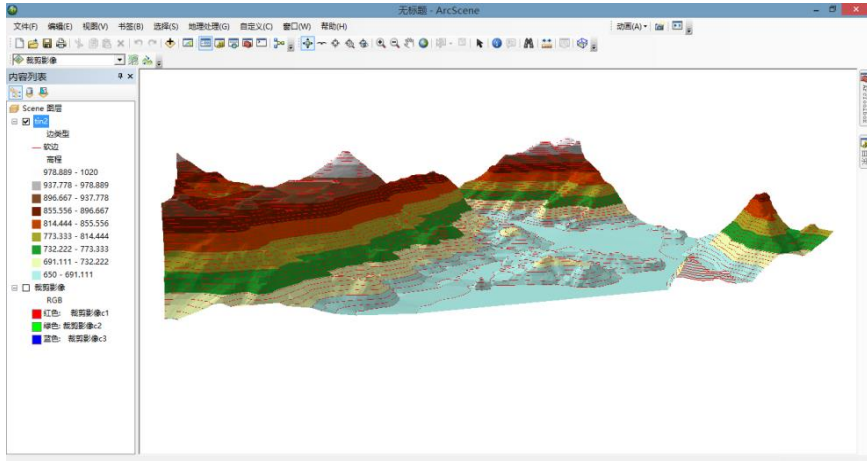 无标题 - ArcScene
文件(F) 编辑(E) 视图(V) 书签(B) 选择(S) 地理处理(G) 自定义(C) 窗口(W) 帮助(H)
动画(A)
裁剪影像
内容列表
Scene 图层
tin2
边类型
软边
高程
978.889 - 1020
937.778 - 978.889
896.667 - 937.778
855.556 - 896.667
814.444 - 855.556
773.333 - 814.444
732.222 - 773.333
691.111 - 732.222
650 - 691.111
裁剪影像
RGB
红色: 裁剪影像c1
绿色: 裁剪影像c2
蓝色: 裁剪影像c3